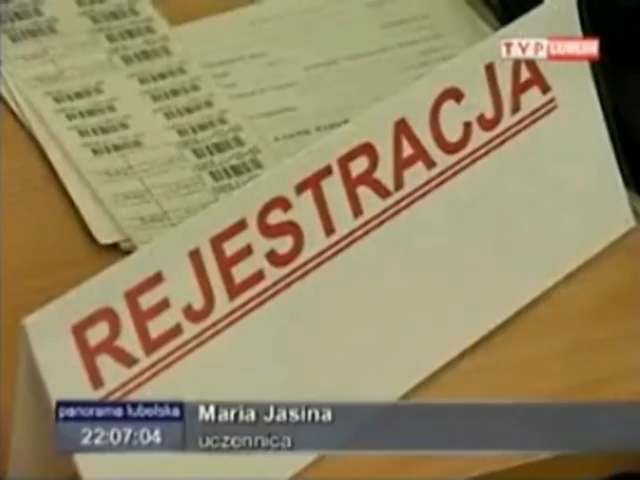 TVP LUBLIN
REJESTRACJA
panorama lubelska
Maria Jasina
22:07:04
uczennica